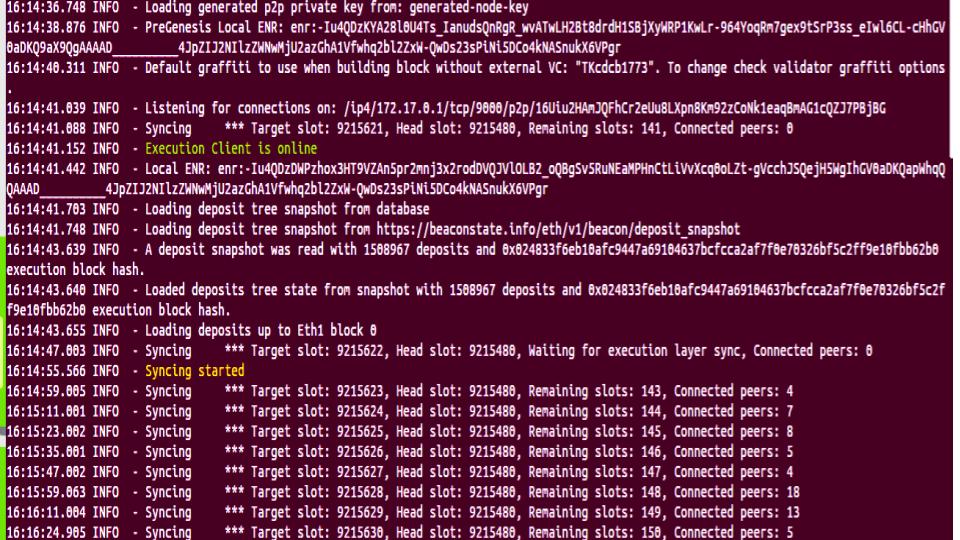 16:14:36.748 INFO  - Loading generated p2p private key from: generated-node-key
16:14:38.876 INFO  - PreGenesis Local ENR: enr:-Iu4QDzKYA28l0U4Ts_IanudsQnRgR_wvATwLH2Bt8drdH1SBjXyWRP1KwLr-964YoqRm7gex9tSrP3ss_eIwl6CL-cHhGV
0aDKQ9aX9QgAAAAD__________4JpZIJ2NIlzZWNwMjU2azGhA1Vfwhq2bl2ZxW-QwDs23sPiNi5DCo4kNASnukX6VPgr
16:14:40.311 INFO  - Default graffiti to use when building block without external VC: "TKcdcb1773". To change check validator graffiti options
.
16:14:41.039 INFO  - Listening for connections on: /ip4/172.17.0.1/tcp/9000/p2p/16Uiu2HAmJQFhCr2eUu8LXpn8Km92zCoNk1eaqBmAG1cQZJ7PBjBG
16:14:41.088 INFO  - Syncing     *** Target slot: 9215621, Head slot: 9215480, Remaining slots: 141, Connected peers: 0
16:14:41.152 INFO  - Execution Client is online
16:14:41.442 INFO  - Local ENR: enr:-Iu4QDzDWPzhox3HT9VZAn5pr2mnj3x2rodDVQJVlOLB2_oQBgSv5RuNEaMPHnCtLiVvXcq0oLZt-gVcchJSQejH5WgIhGV0aDKQapWhqQ
QAAAD__________4JpZIJ2NIlzZWNwMjU2azGhA1Vfwhq2bl2ZxW-QwDs23sPiNi5DCo4kNASnukX6VPgr
16:14:41.703 INFO  - Loading deposit tree snapshot from database
16:14:41.748 INFO  - Loading deposit tree snapshot from https://beaconstate.info/eth/v1/beacon/deposit_snapshot
16:14:43.639 INFO  - A deposit snapshot was read with 1508967 deposits and 0x024833f6eb10afc9447a69104637bcfcca2af7f0e70326bf5c2ff9e10fbb62b0
execution block hash.
16:14:43.640 INFO  - Loaded deposits tree state from snapshot with 1508967 deposits and 0x024833f6eb10afc9447a69104637bcfcca2af7f0e70326bf5c2f
f9e10fbb62b0 execution block hash.
16:14:43.655 INFO  - Loading deposits up to Eth1 block 0
16:14:47.003 INFO  - Syncing     *** Target slot: 9215622, Head slot: 9215480, Waiting for execution layer sync, Connected peers: 0
16:14:55.566 INFO  - Syncing started
16:14:59.005 INFO  - Syncing     *** Target slot: 9215623, Head slot: 9215480, Remaining slots: 143, Connected peers: 4
16:15:11.001 INFO  - Syncing     *** Target slot: 9215624, Head slot: 9215480, Remaining slots: 144, Connected peers: 7
16:15:23.002 INFO  - Syncing     *** Target slot: 9215625, Head slot: 9215480, Remaining slots: 145, Connected peers: 8
16:15:35.001 INFO  - Syncing     *** Target slot: 9215626, Head slot: 9215480, Remaining slots: 146, Connected peers: 5
16:15:47.002 INFO  - Syncing     *** Target slot: 9215627, Head slot: 9215480, Remaining slots: 147, Connected peers: 4
16:15:59.063 INFO  - Syncing     *** Target slot: 9215628, Head slot: 9215480, Remaining slots: 148, Connected peers: 18
16:16:11.004 INFO  - Syncing     *** Target slot: 9215629, Head slot: 9215480, Remaining slots: 149, Connected peers: 13
16:16:24.905 INFO  - Syncing     *** Target slot: 9215630, Head slot: 9215480, Remaining slots: 150, Connected peers: 5